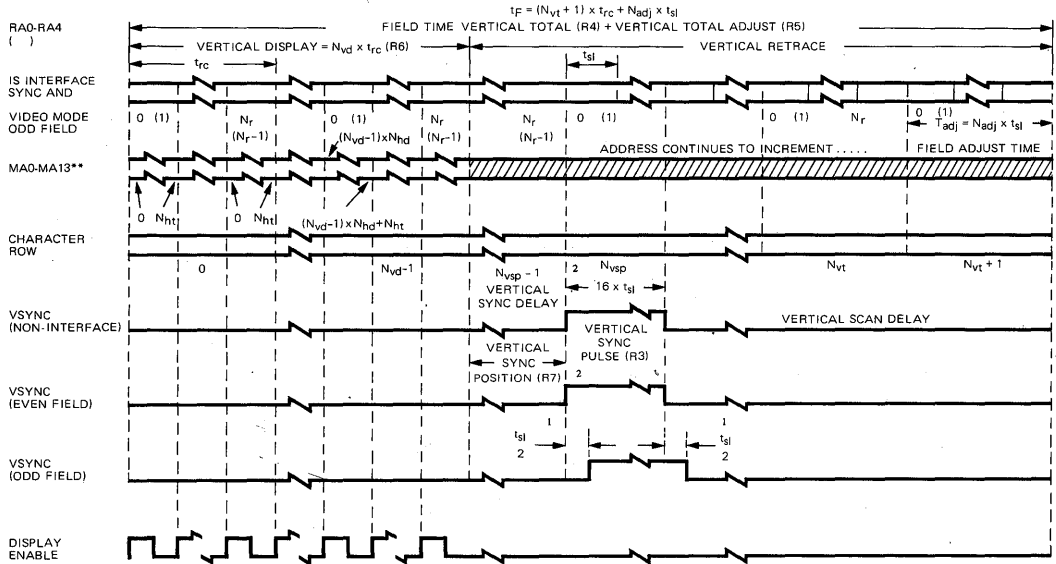 tF = (Nvt + 1) x trc + Nadj x tsl
RA0-RA4
( )
FIELD TIME VERTICAL TOTAL (R4) + VERTICAL TOTAL ADJUST (R5)
VERTICAL DISPLAY = Nvd x trc (R6)
VERTICAL RETRACE
trc
tsl
IS INTERFACE
SYNC AND
VIDEO MODE
ODD FIELD
0 (1)
Nr
(Nr-1)
0 (1)
Nr
(Nr-1)
Nr
(Nr-1)
0 (1)
0 (1)
Nr
0 (1)
Tadj = Nadj x tsl
(Nvd-1)xNhd
MA0-MA13**
ADDRESS CONTINUES TO INCREMENT . . . . .
FIELD ADJUST TIME
0 Nht
0 Nht
(Nvd-1)xNhd+Nht
CHARACTER
ROW
0
Nvd-1
Nvsp - 1
2
Nvsp
Nvt
Nvt + 1
VERTICAL
SYNC DELAY
16 x tsl
VSYNC
(NON-INTERFACE)
VERTICAL SCAN DELAY
VERTICAL
SYNC
PULSE (R3)
VERTICAL
SYNC
POSITION (R7)
2
VSYNC
(EVEN FIELD)
1
1
tsl
2
tsl
2
VSYNC
(ODD FIELD)
DISPLAY
ENABLE